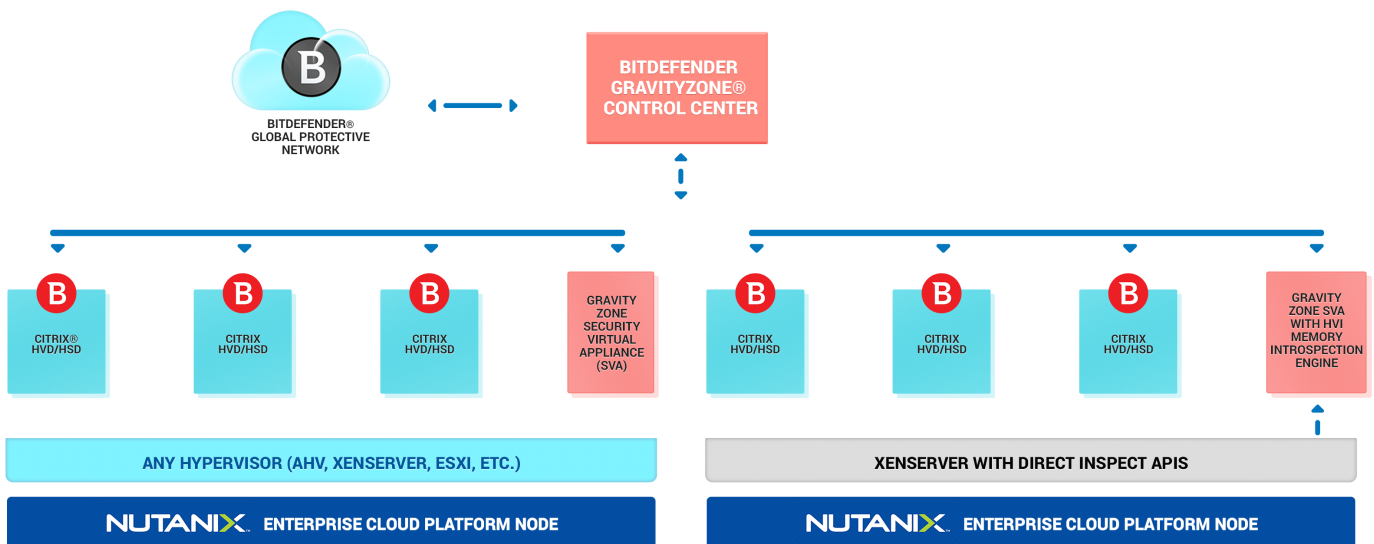 B
BITDEFENDER®
GLOBAL PROTECTIVE
NETWORK
BITDEFENDER
GRAVITYZONE®
CONTROL CENTER
B
CITRIX®
HVD/HSD
B
CITRIX
HVD/HSD
B
CITRIX
HVD/HSD
GRAVITY
ZONE
SECURITY
VIRTUAL
APPLIANCE
(SVA)
B
CITRIX
HVD/HSD
B
CITRIX
HVD/HSD
B
CITRIX
HVD/HSD
GRAVITY
ZONE SVA
WITH HVI
MEMORY
INTROSPECTION
ENGINE
ANY HYPERVISOR (AHV, XENSERVER, ESXI, ETC.)
XENSERVER WITH DIRECT INSPECT APIS
NUTANIX™ ENTERPRISE CLOUD PLATFORM NODE
NUTANIX™ ENTERPRISE CLOUD PLATFORM NODE